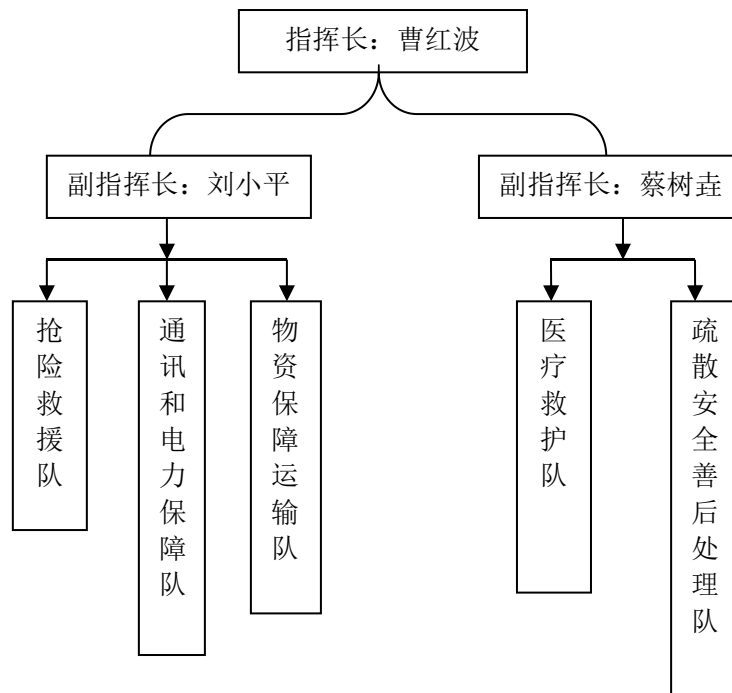 指挥长：曹红波
副指挥长：刘小平
副指挥长：蔡树垚
抢险救援队
通讯和电力保障队
物资保障运输队
医疗救护队
疏散安全善后处理队